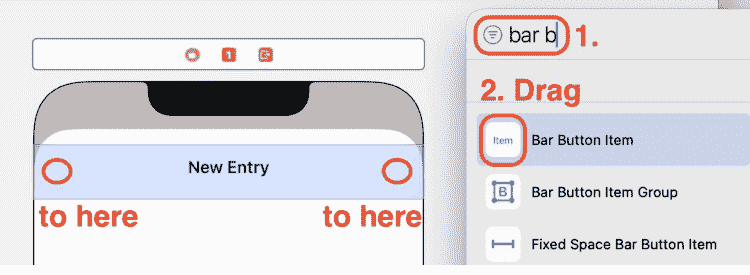 bar b 1.
2. Drag
1
Item Bar Button Item
New Entry
B Bar Button Item Group
to here to here
Fixed Space Bar Button Item